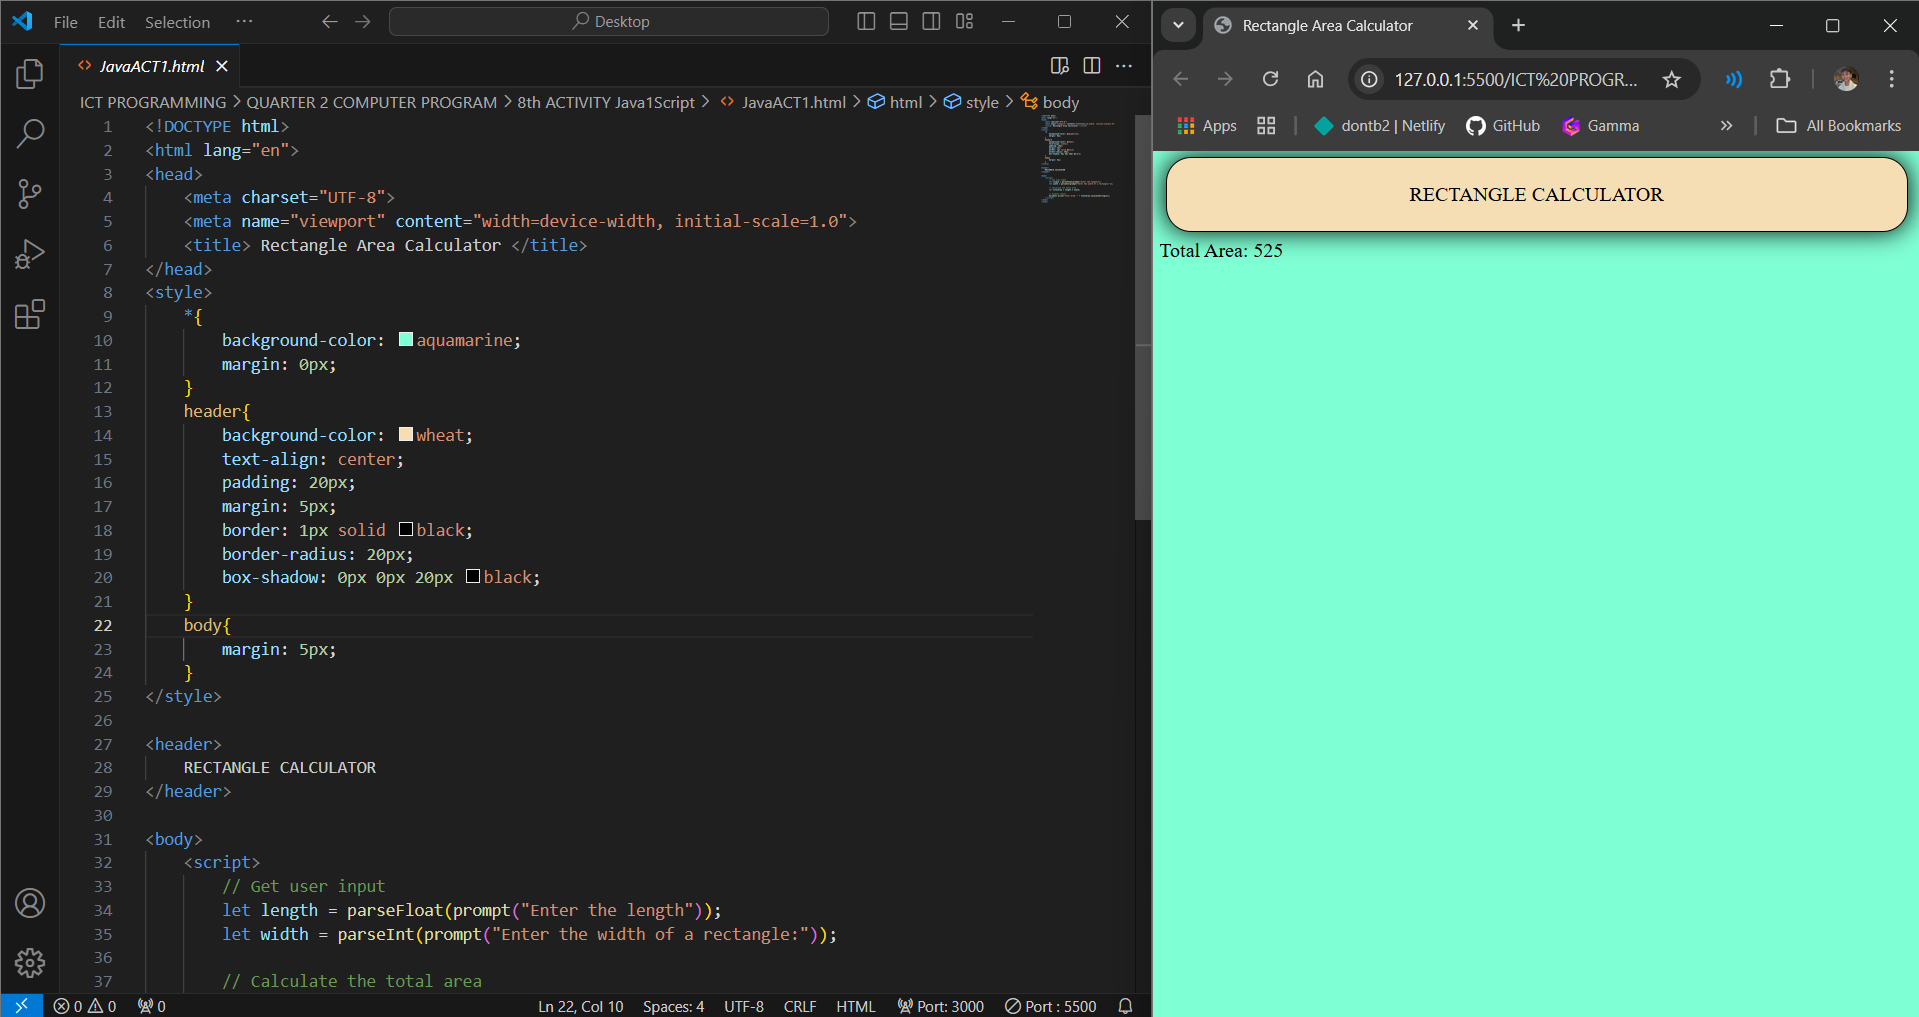 File Edit Selection ··· Desktop
JavaACT1.html
ICT PROGRAMMING > QUARTER 2 COMPUTER PROGRAM > 8th ACTIVITY Java1Script > JavaACT1.html > html > style > body
1 <!DOCTYPE html>
2 <html lang="en">
3 <head>
4 <meta charset="UTF-8">
5 <meta name="viewport" content="width=device-width, initial-scale=1.0">
6 <title> Rectangle Area Calculator </title>
7 </head>
8 <style>
9 *{
10 background-color: aquamarine;
11 margin: 0px;
12 }
13 header{
14 background-color: wheat;
15 text-align: center;
16 padding: 20px;
17 margin: 5px;
18 border: 1px solid black;
19 border-radius: 20px;
20 box-shadow: 0px 0px 20px black;
21 }
22 body{
23 margin: 5px;
24 }
25 </style>
26
27 <header>
28 RECTANGLE CALCULATOR
29 </header>
30
31 <body>
32 <script>
33 // Get user input
34 let length = parseFloat(prompt("Enter the length"));
35 let width = parseInt(prompt("Enter the width of a rectangle:"));
36
37 // Calculate the total area
0 0 0 Ln 22, Col 10 Spaces: 4 UTF-8 CRLF HTML Port: 3000 Port : 5500
Rectangle Area Calculator
127.0.0.1:5500/ICT%20PROGR...
Apps dontb2 | Netlify GitHub Gamma » All Bookmarks
RECTANGLE CALCULATOR
Total Area: 525